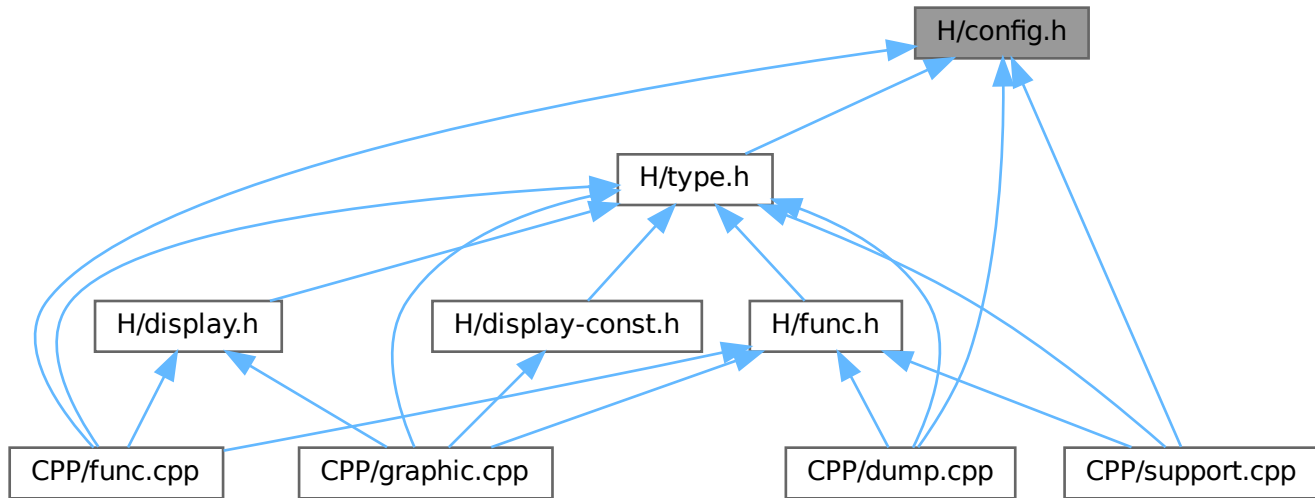 H/config.h
H/type.h
H/display.h
H/display-const.h
H/func.h
CPP/func.cpp
CPP/graphic.cpp
CPP/dump.cpp
CPP/support.cpp